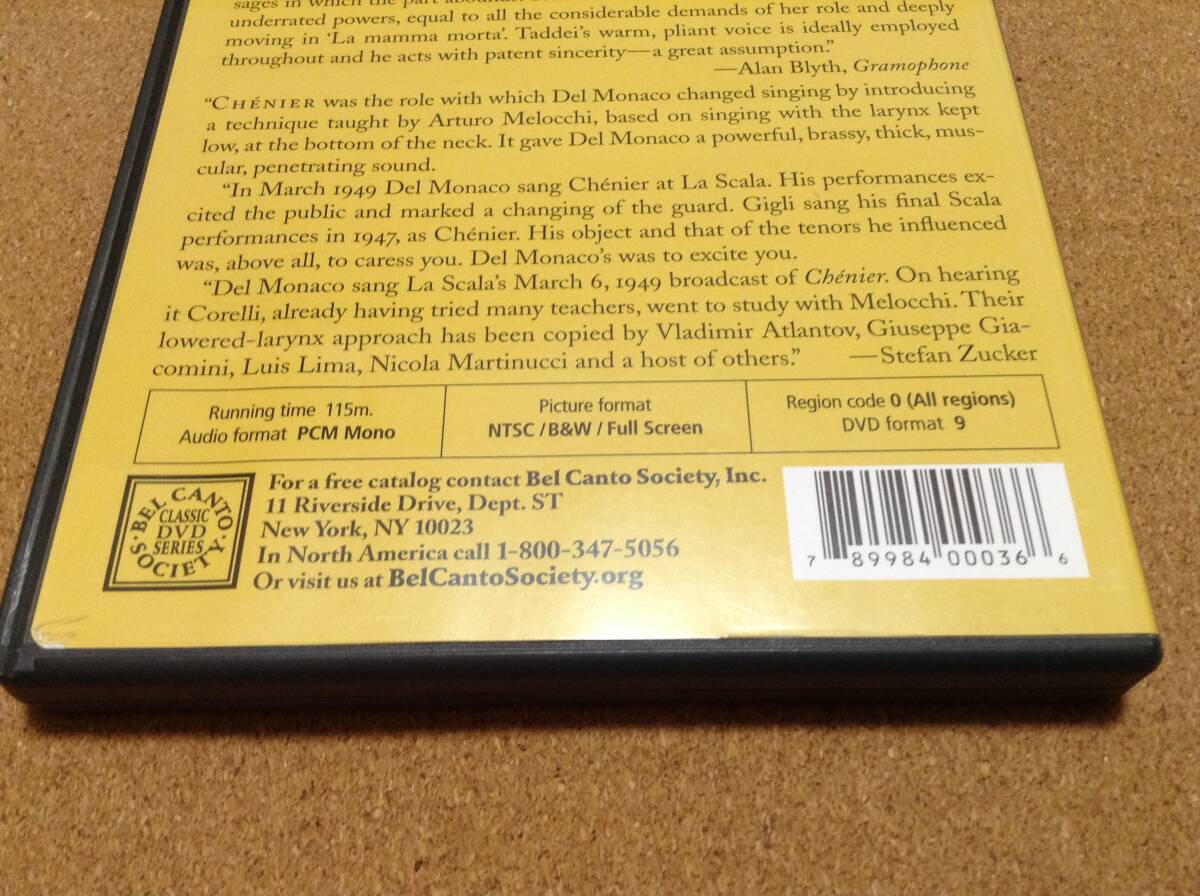 sages in which the part
underrated powers, equal to all the considerable demands of her role and deeply
moving in ‘La mamma morta’. Taddei’s warm, pliant voice is ideally employed
throughout and he acts with patent sincerity—a great assumption.”
—Alan Blyth, Gramophone
“CHÉNIER was the role with which Del Monaco changed singing by introducing
a technique taught by Arturo Melocchi, based on singing with the larynx kept
low, at the bottom of the neck. It gave Del Monaco a powerful, brassy, thick, mus-
cular, penetrating sound.
“In March 1949 Del Monaco sang Chénier at La Scala. His performances ex-
cited the public and marked a changing of the guard. Gigli sang his final Scala
performances in 1947, as Chénier. His object and that of the tenors he influenced
was, above all, to caress you. Del Monaco’s was to excite you.
“Del Monaco sang La Scala’s March 6, 1949 broadcast of Chénier. On hearing
it Corelli, already having tried many teachers, went to study with Melocchi. Their
lowered-larynx approach has been copied by Vladimir Atlantov, Giuseppe Gia-
comini, Luis Lima, Nicola Martinucci and a host of others.” —Stefan Zucker
Running time 115m.
Audio format PCM Mono
Picture format
NTSC / B&W / Full Screen
Region code 0 (All regions)
DVD format 9
BEL CANTO
CLASSIC
DVD
SERIES
SOCIETY
For a free catalog contact Bel Canto Society, Inc.
11 Riverside Drive, Dept. ST
New York, NY 10023
In North America call 1-800-347-5056
Or visit us at BelCantoSociety.org
7 89984 00036 6